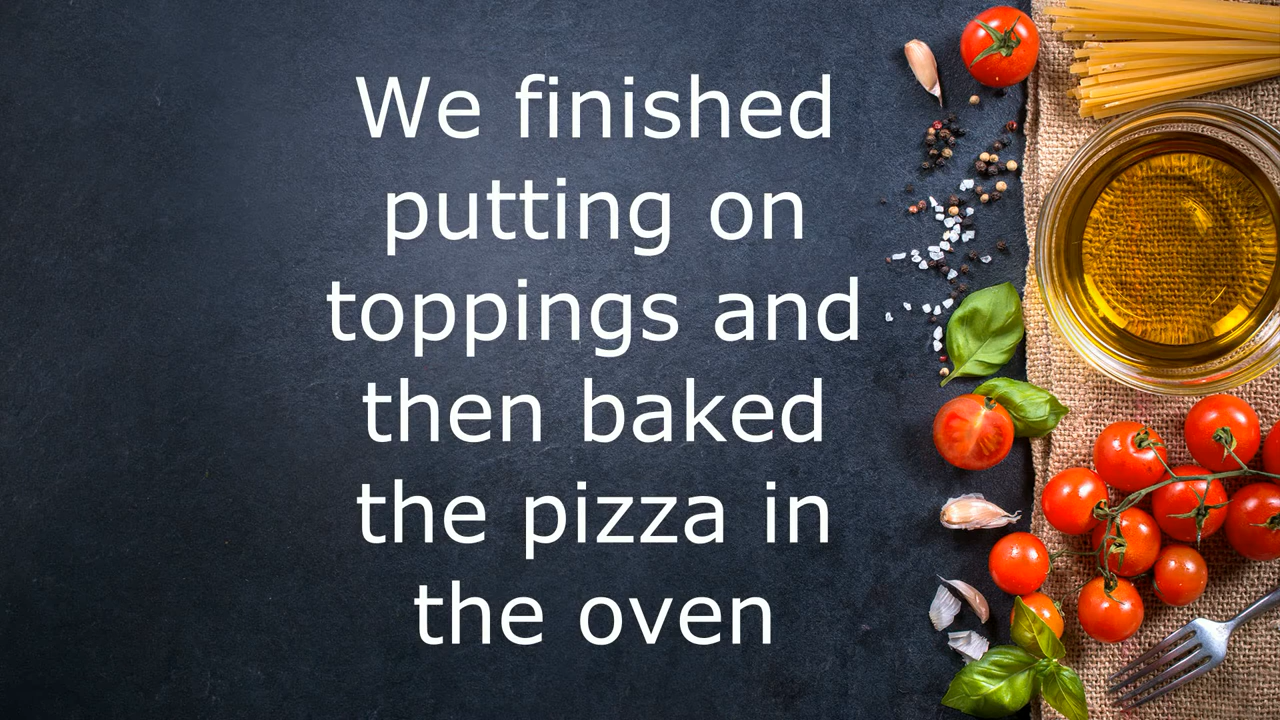 We finished
putting on
toppings and
then baked
the pizza in
the oven